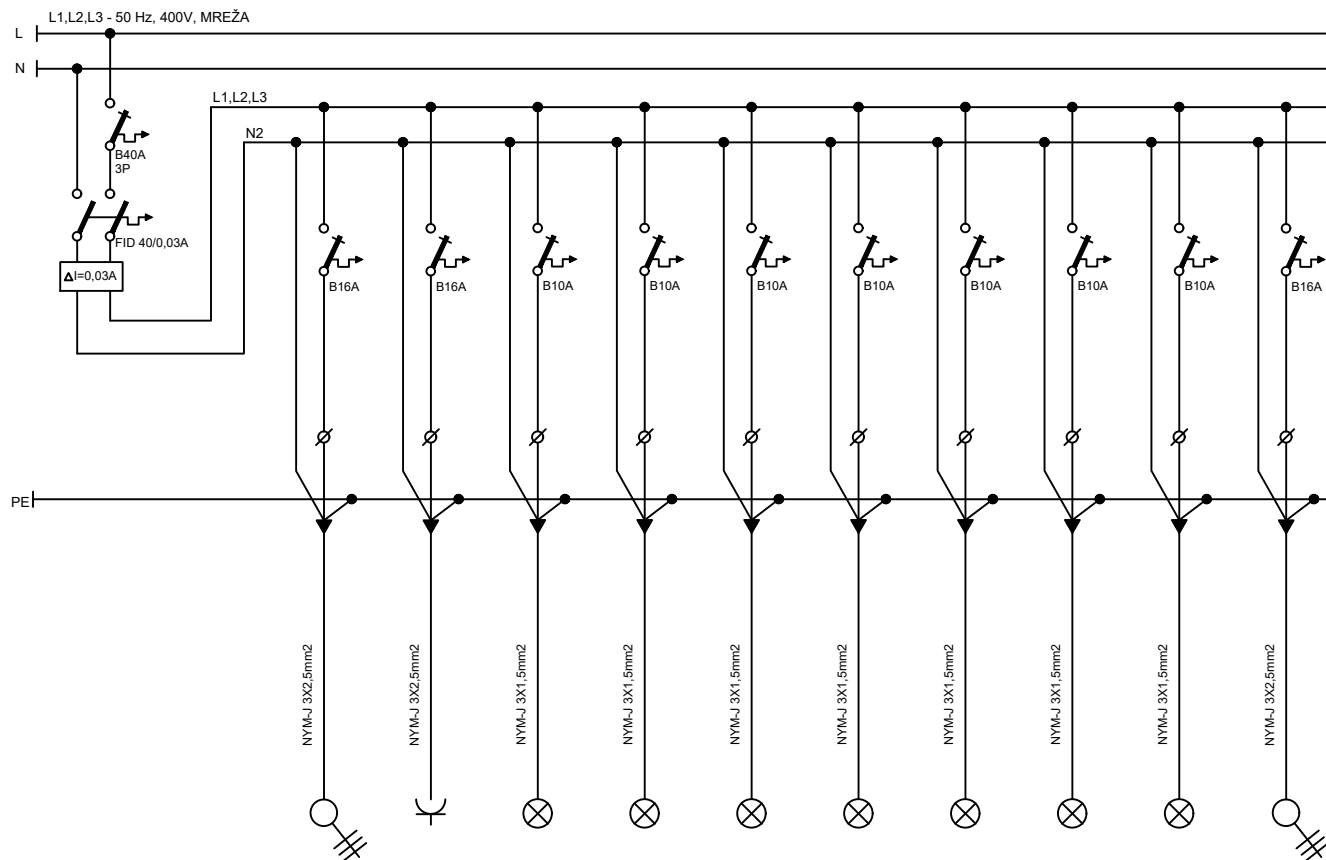 L1,L2,L3 - 50 Hz, 400V, MREŽA
L
N
L1,L2,L3
N2
B40A
3P
FID 40/0,03A
ΔI=0,03A
B16A
B16A
B10A
B10A
B10A
B10A
B10A
B10A
B10A
B16A
PE
NYM-J 3X2,5mm2
NYM-J 3X2,5mm2
NYM-J 3X1,5mm2
NYM-J 3X1,5mm2
NYM-J 3X1,5mm2
NYM-J 3X1,5mm2
NYM-J 3X1,5mm2
NYM-J 3X1,5mm2
NYM-J 3X1,5mm2
NYM-J 3X2,5mm2